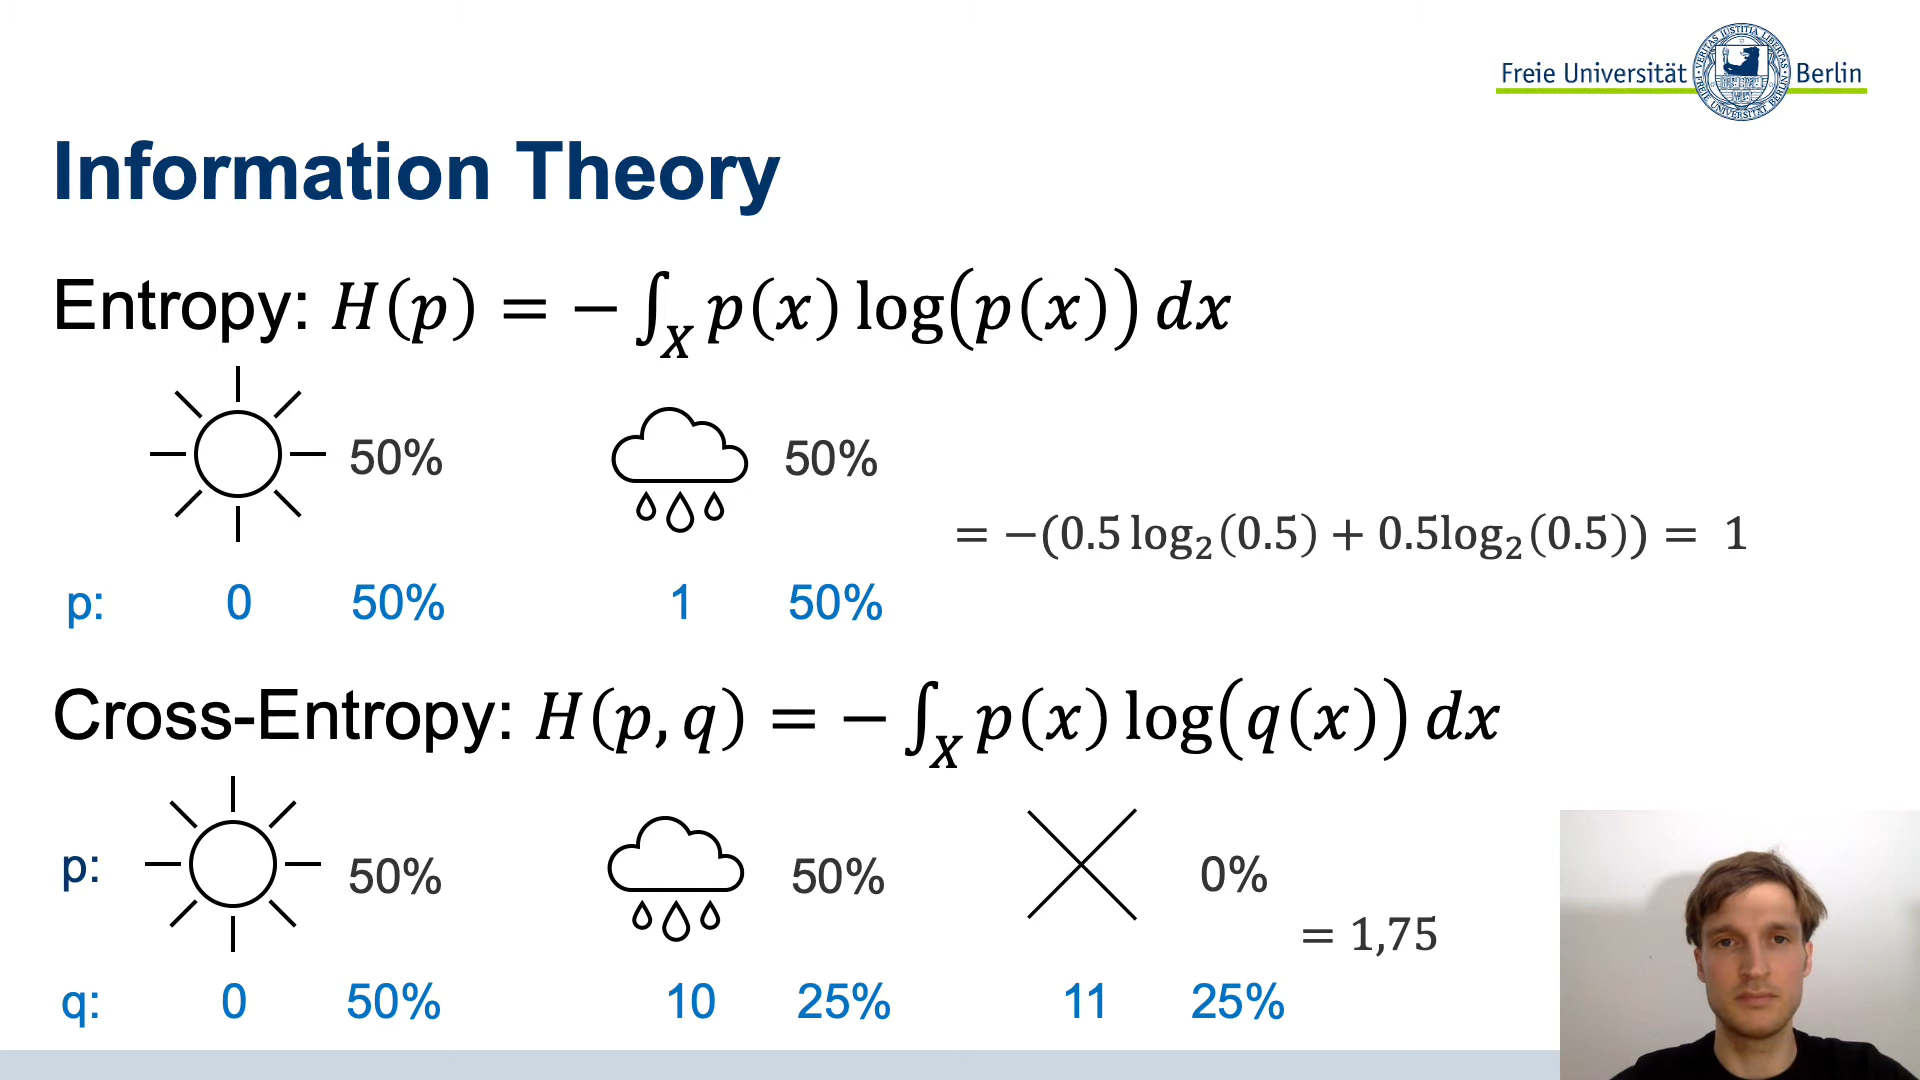 Freie Universität Berlin
Information Theory
Entropy: H(p) = − ∫_X p(x) log(p(x)) dx
50% 50%
= −(0.5 log₂(0.5) + 0.5log₂(0.5)) = 1
p: 0 50% 1 50%
Cross-Entropy: H(p, q) = − ∫_X p(x) log(q(x)) dx
p: 50% 50% 0%
= 1,75
q: 0 50% 10 25% 11 25%